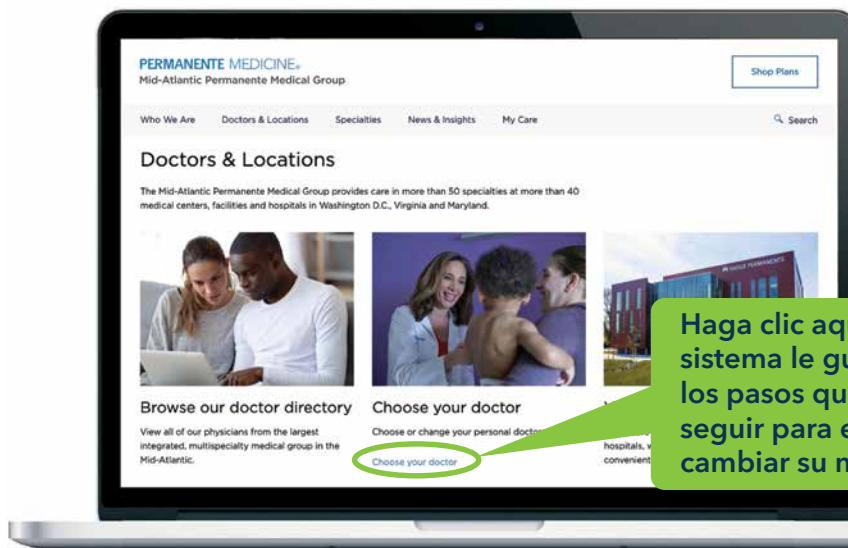 PERMANENTE MEDICINE®
Mid-Atlantic Permanente Medical Group
Shop Plans
Who We Are Doctors & Locations Specialties News & Insights My Care Search
Doctors & Locations
The Mid-Atlantic Permanente Medical Group provides care in more than 50 specialties at more than 40
medical centers, facilities and hospitals in Washington D.C., Virginia and Maryland.
Browse our doctor directory
View all of our physicians from the largest
integrated, multispecialty medical group in the
Mid-Atlantic.
Choose your doctor
Choose or change your personal doctor
Choose your doctor
hospitals,
convenient
Haga clic
sistema le
los pasos
seguir para
cambiar su